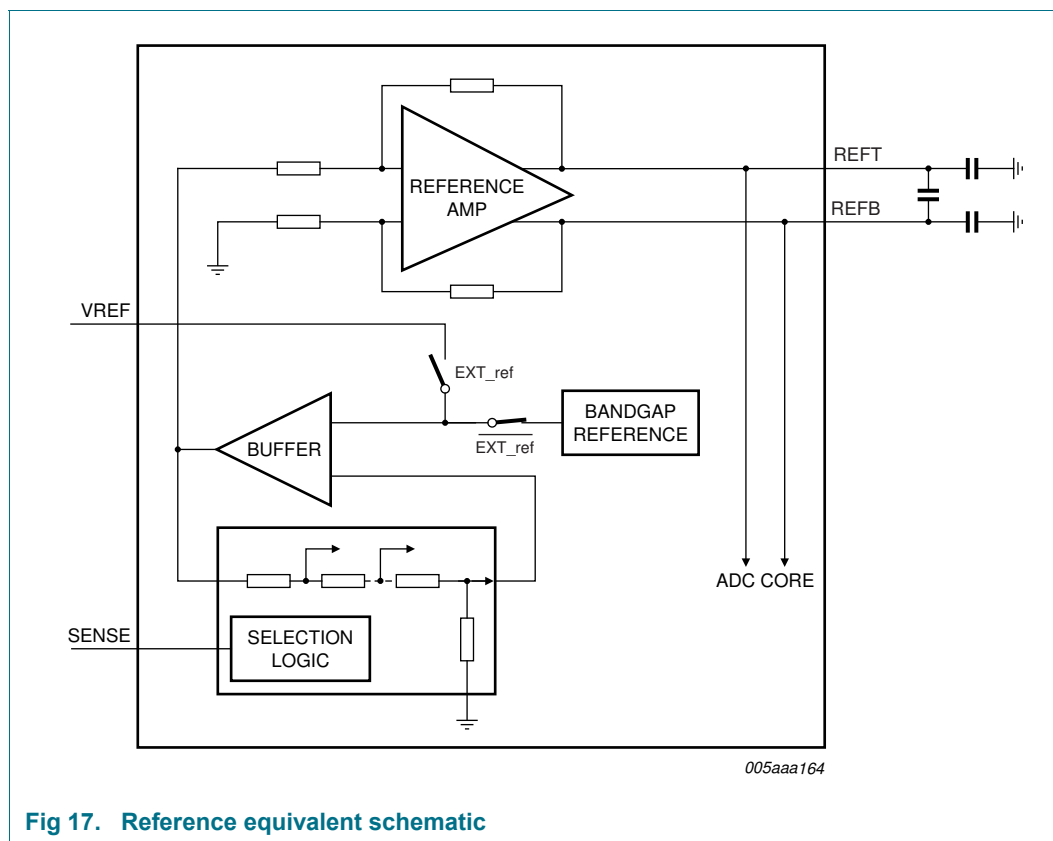 REFERENCE
AMP
REFT
REFB
VREF
EXT_ref
EXT_ref
BANDGAP
REFERENCE
BUFFER
ADC CORE
SENSE
SELECTION
LOGIC
005aaa164
Fig 17. Reference equivalent schematic